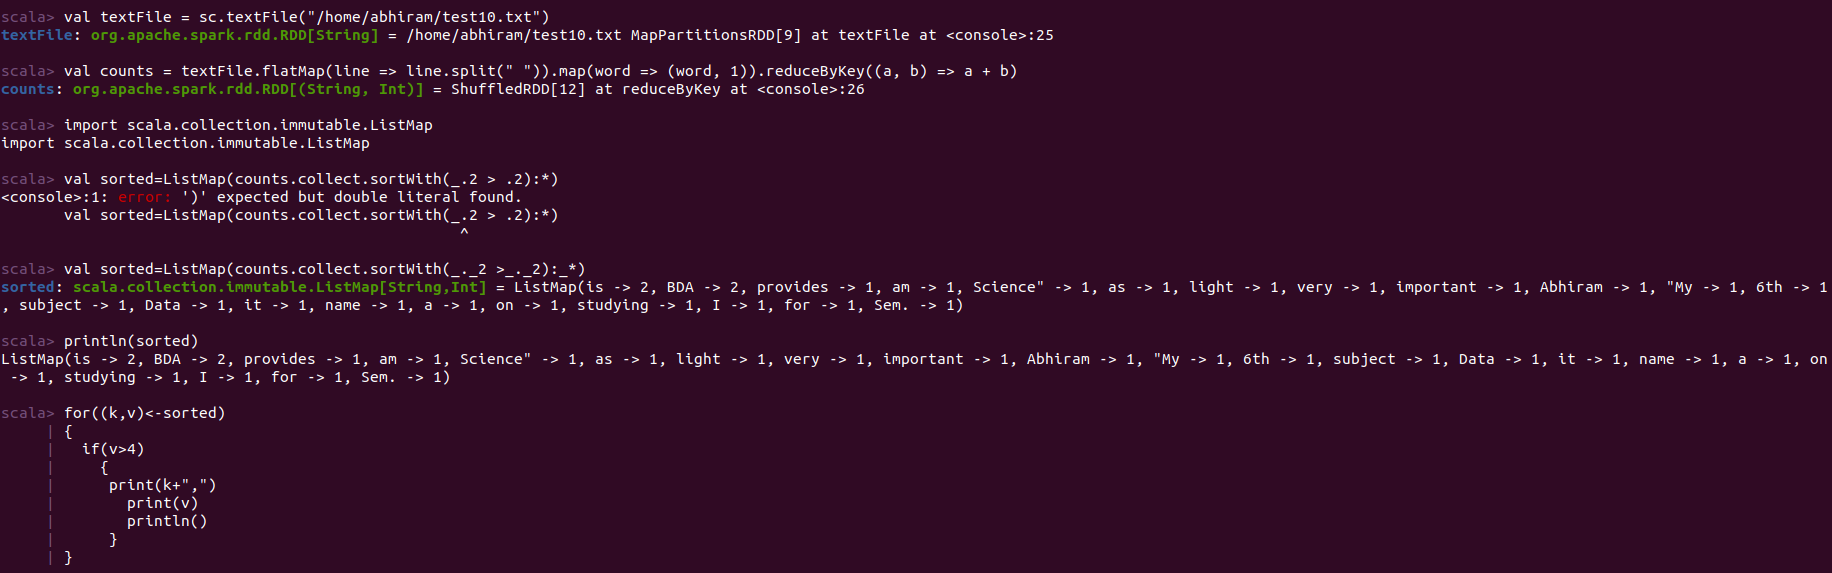 scala> val textFile = sc.textFile("/home/abhiram/test10.txt")
textFile: org.apache.spark.rdd.RDD[String] = /home/abhiram/test10.txt MapPartitionsRDD[9] at textFile at <console>:25
scala> val counts = textFile.flatMap(line => line.split(" ")).map(word => (word, 1)).reduceByKey((a, b) => a + b)
counts: org.apache.spark.rdd.RDD[(String, Int)] = ShuffledRDD[12] at reduceByKey at <console>:26
scala> import scala.collection.immutable.ListMap
import scala.collection.immutable.ListMap
scala> val sorted=ListMap(counts.collect.sortWith(_.2 > .2):*)
<console>:1: error: ')' expected but double literal found.
       val sorted=ListMap(counts.collect.sortWith(_.2 > .2):*)
                                                   ^
scala> val sorted=ListMap(counts.collect.sortWith(_._2 >_._2):_*)
sorted: scala.collection.immutable.ListMap[String,Int] = ListMap(is -> 2, BDA -> 2, provides -> 1, am -> 1, Science" -> 1, as -> 1, light -> 1, very -> 1, important -> 1, Abhiram -> 1, "My -> 1, 6th -> 1
, subject -> 1, Data -> 1, it -> 1, name -> 1, a -> 1, on -> 1, studying -> 1, I -> 1, for -> 1, Sem. -> 1)
scala> println(sorted)
ListMap(is -> 2, BDA -> 2, provides -> 1, am -> 1, Science" -> 1, as -> 1, light -> 1, very -> 1, important -> 1, Abhiram -> 1, "My -> 1, 6th -> 1, subject -> 1, Data -> 1, it -> 1, name -> 1, a -> 1, on
 -> 1, studying -> 1, I -> 1, for -> 1, Sem. -> 1)
scala> for((k,v)<-sorted)
     | {
     |   if(v>4)
     |     {
     |      print(k+",")
     |        print(v)
     |        println()
     |      }
     | }